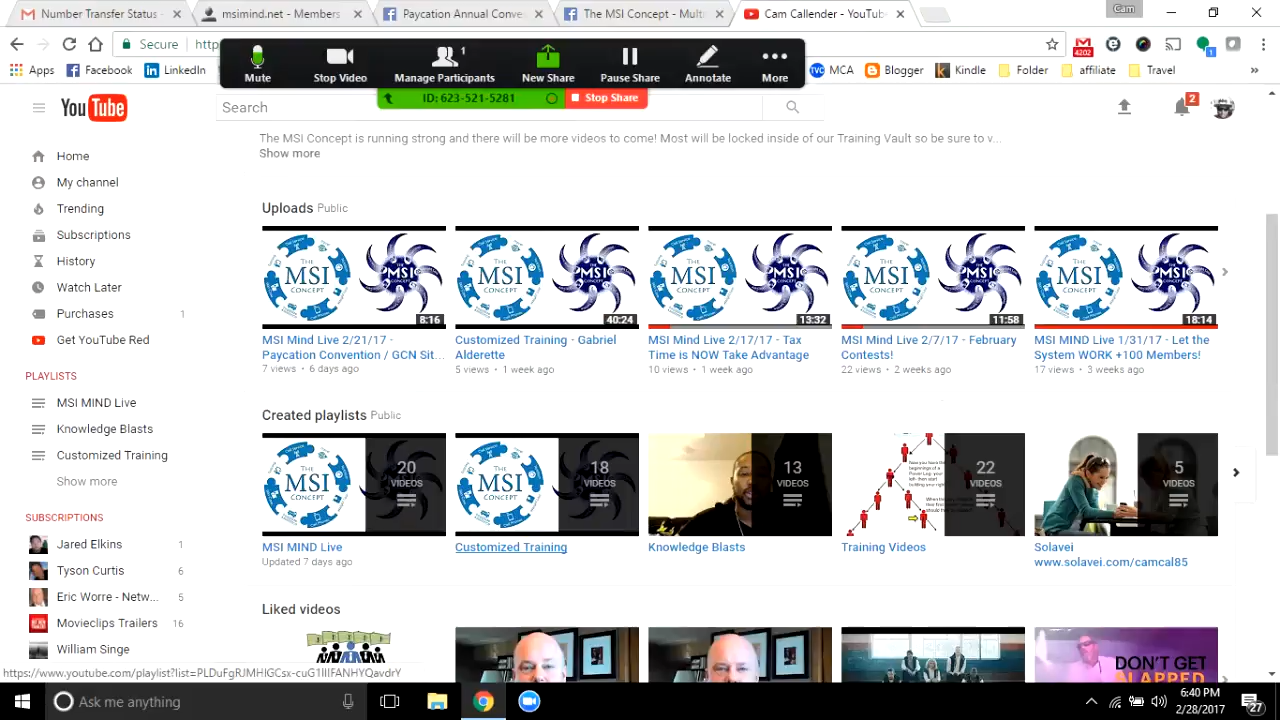 Number Transfer Status -
msimind.net - Members
Paycation Annual Conve
The MSI Concept - Mult
Cam Callender - YouTub
Cam
Secure
http
4202
1
Mute
Stop Video
1
Manage Participants
New Share
Pause Share
Annotate
More
ID: 623-521-5281
Stop Share
Apps
Facebook
LinkedIn
MCA
Blogger
Kindle
Folder
affiliate
Travel
YouTube
Search
2
The MSI Concept is running strong and there will be more videos to come! Most will be locked inside of our Training Vault so be sure to v...
Show more
Home
My channel
Trending
Subscriptions
History
Watch Later
Purchases 1
Get YouTube Red
PLAYLISTS
MSI MIND Live
Knowledge Blasts
Customized Training
Show more
SUBSCRIPTIONS
Jared Elkins 1
Tyson Curtis 6
Eric Worre - Netw... 5
Movieclips Trailers 16
William Singe
Uploads Public
8:16
MSI Mind Live 2/21/17 -
Paycation Convention / GCN Sit...
7 views • 6 days ago
40:24
Customized Training - Gabriel
Alderette
5 views • 1 week ago
13:32
MSI Mind Live 2/17/17 - Tax
Time is NOW Take Advantage
10 views • 1 week ago
11:58
MSI Mind Live 2/7/17 - February
Contests!
22 views • 2 weeks ago
18:14
MSI MIND Live 1/31/17 - Let the
System WORK +100 Members!
17 views • 3 weeks ago
Created playlists Public
20
VIDEOS
MSI MIND Live
Updated 7 days ago
18
VIDEOS
Customized Training
13
VIDEOS
Knowledge Blasts
22
VIDEOS
Training Videos
5
VIDEOS
Solavei
www.solavei.com/camcal85
Liked videos
DON'T GET
https://www.youtube.com/playlist?list=PLDuFgRJMHIGCsx-cuG1IIIFANHYQavdrY
Ask me anything
6:40 PM
2/28/2017
27